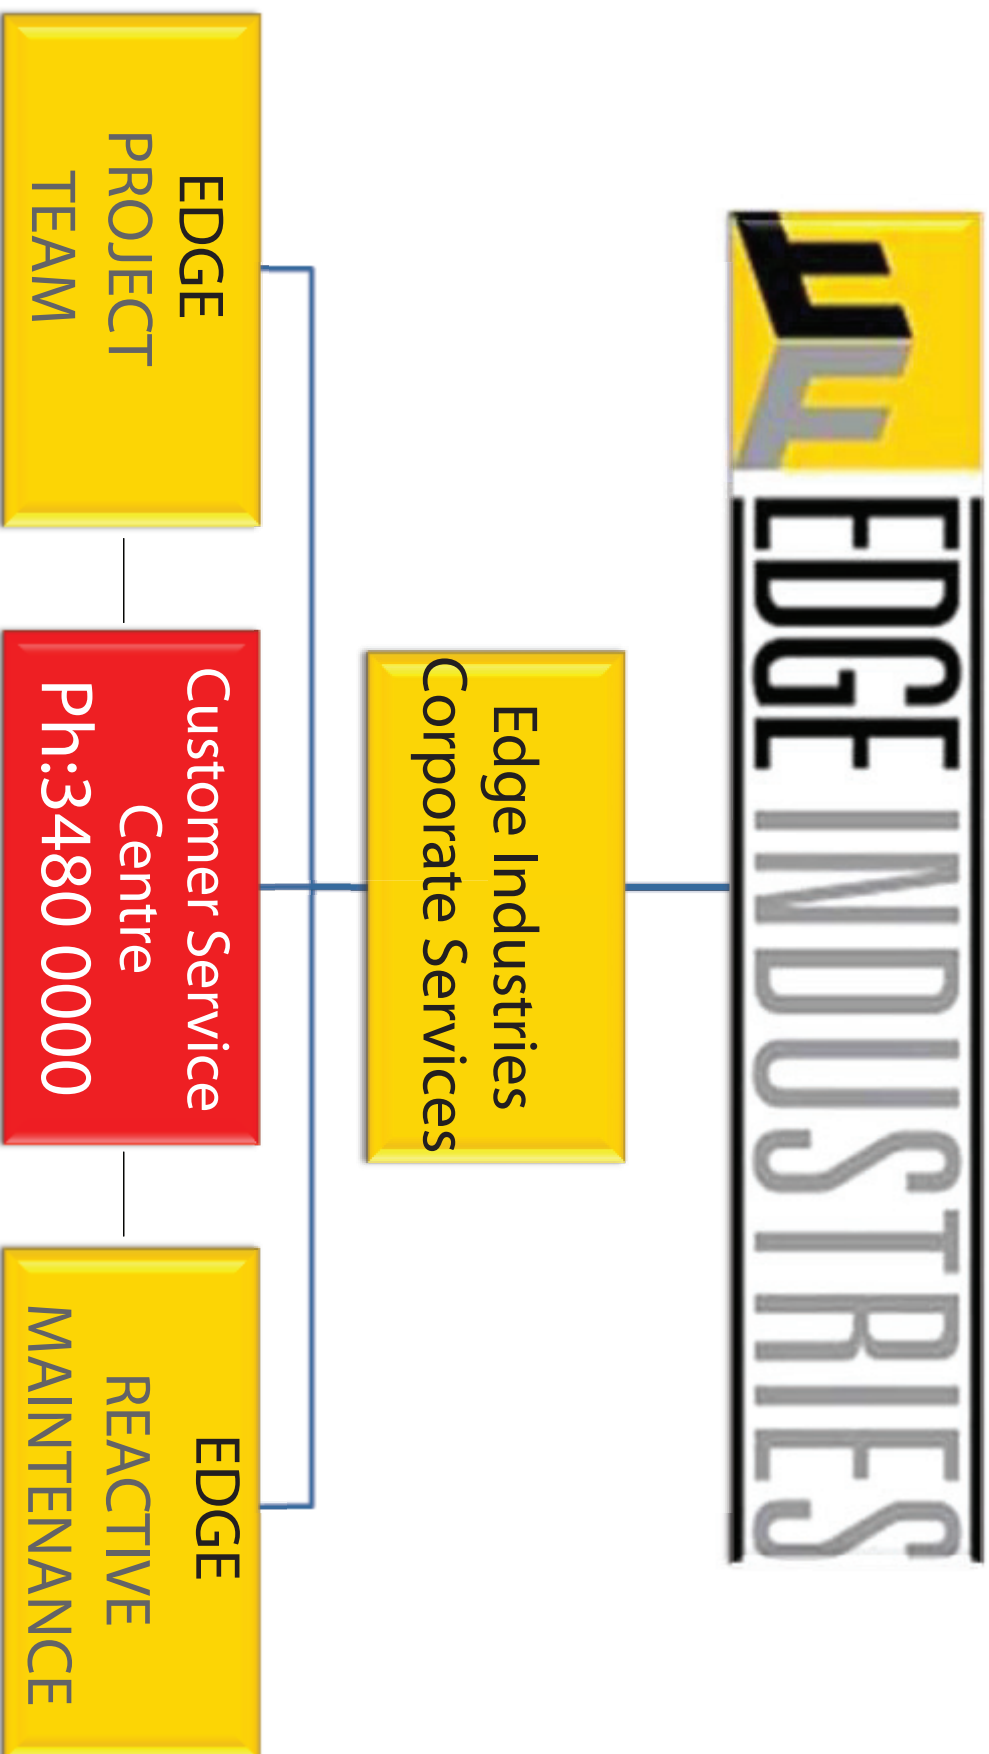 EDGE INDUSTRIES
Edge Industries
Corporate Services
EDGE
PROJECT
TEAM
Customer Service
Centre
Ph:3480 0000
EDGE
REACTIVE
MAINTENANCE